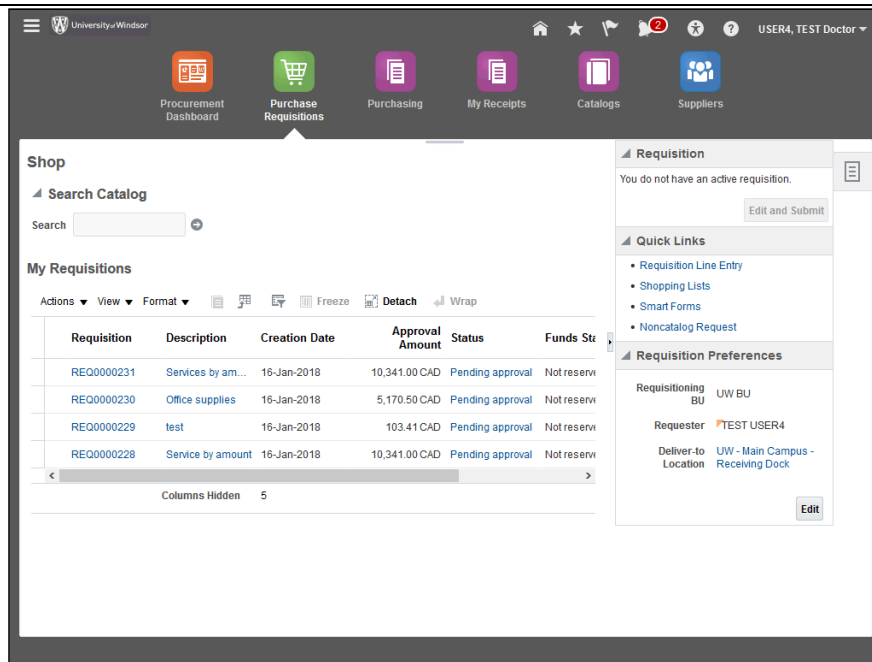 University of Windsor
2
USER4, TEST Doctor
Procurement Dashboard
Purchase Requisitions
Purchasing
My Receipts
Catalogs
Suppliers
Shop
Search Catalog
Search
My Requisitions
Actions View Format Freeze Detach Wrap
Requisition Description Creation Date Approval Amount Status Funds Sta
REQ0000231 Services by am... 16-Jan-2018 10,341.00 CAD Pending approval Not reserve
REQ0000230 Office supplies 16-Jan-2018 5,170.50 CAD Pending approval Not reserve
REQ0000229 test 16-Jan-2018 103.41 CAD Pending approval Not reserve
REQ0000228 Service by amount 16-Jan-2018 10,341.00 CAD Pending approval Not reserve
Columns Hidden 5
Requisition
You do not have an active requisition.
Edit and Submit
Quick Links
• Requisition Line Entry
• Shopping Lists
• Smart Forms
• Noncatalog Request
Requisition Preferences
Requisitioning BU UW BU
Requester TEST USER4
Deliver-to Location UW - Main Campus - Receiving Dock
Edit